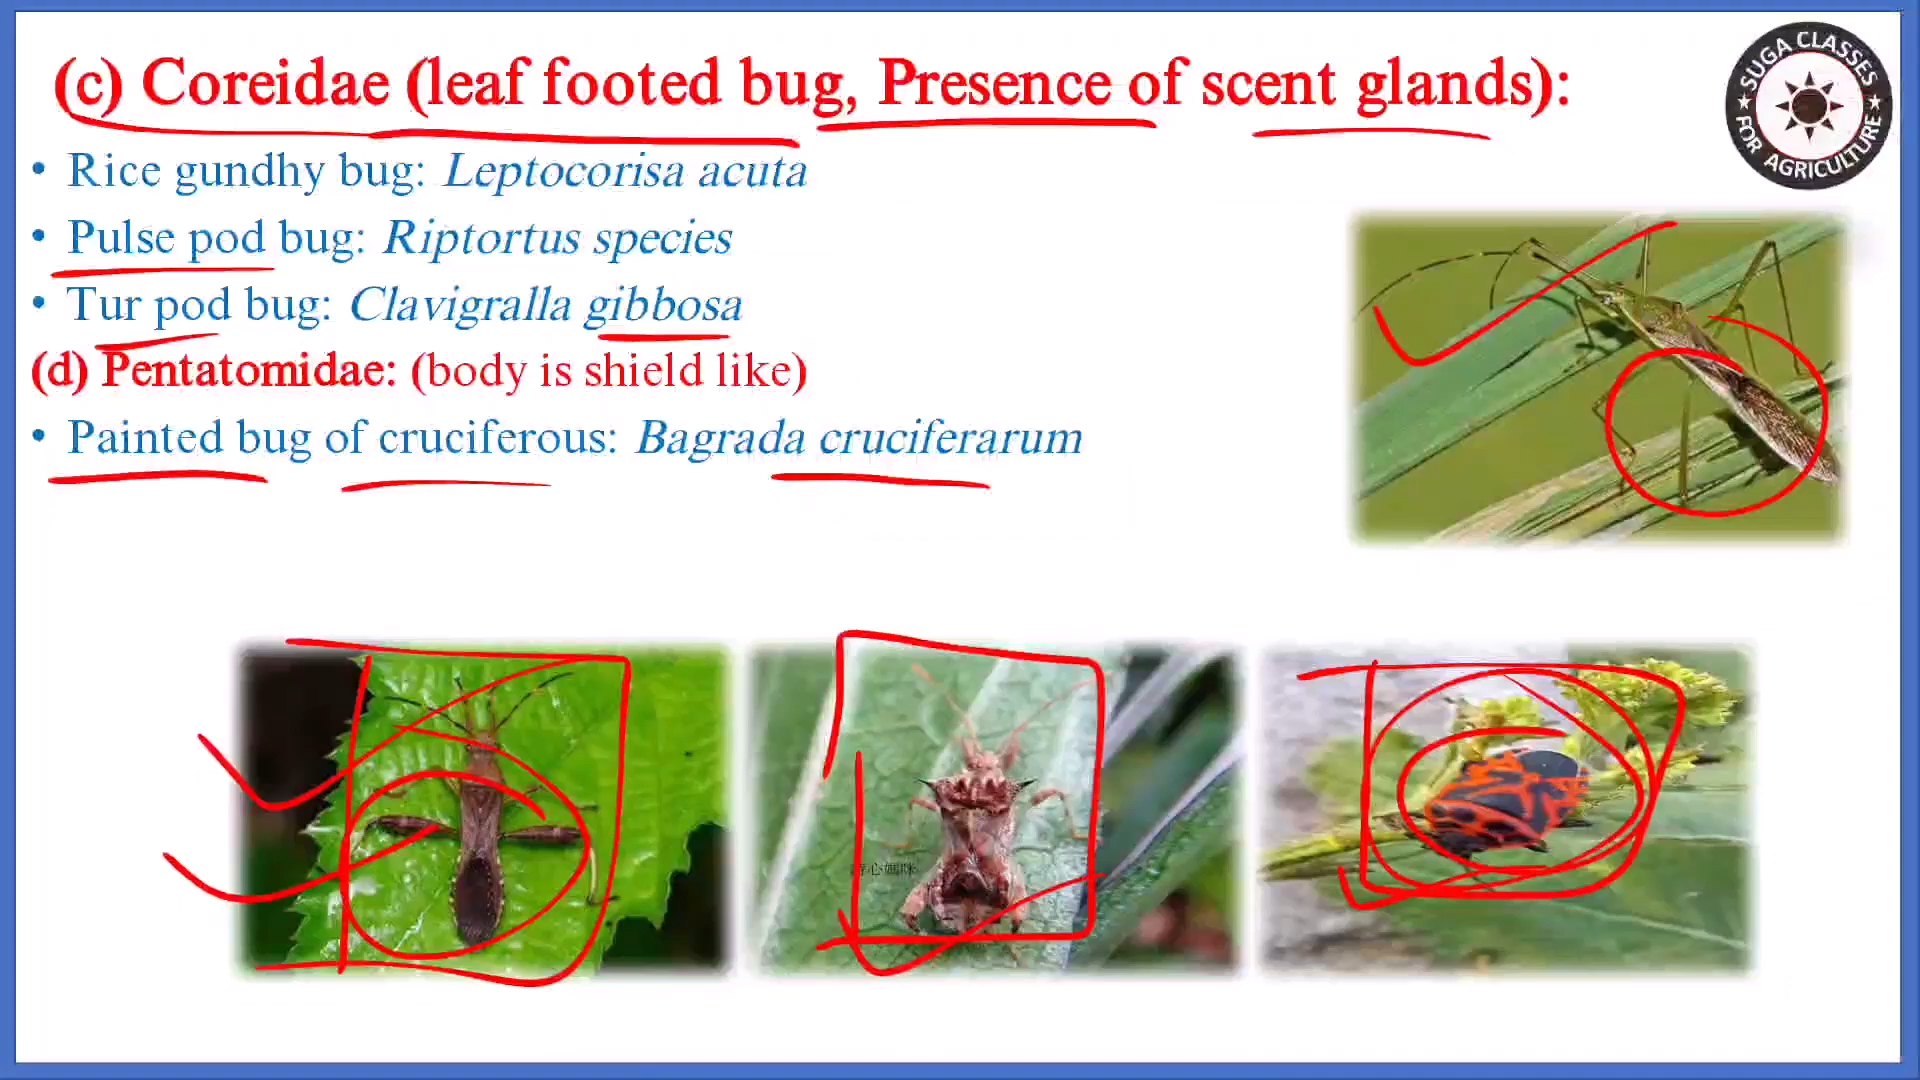 (c) Coreidae (leaf footed bug, Presence of scent glands):
• Rice gundhy bug: Leptocorisa acuta
• Pulse pod bug: Riptortus species
• Tur pod bug: Clavigralla gibbosa
(d) Pentatomidae: (body is shield like)
• Painted bug of cruciferous: Bagrada cruciferarum
SUGA CLASSES
FOR AGRICULTURE